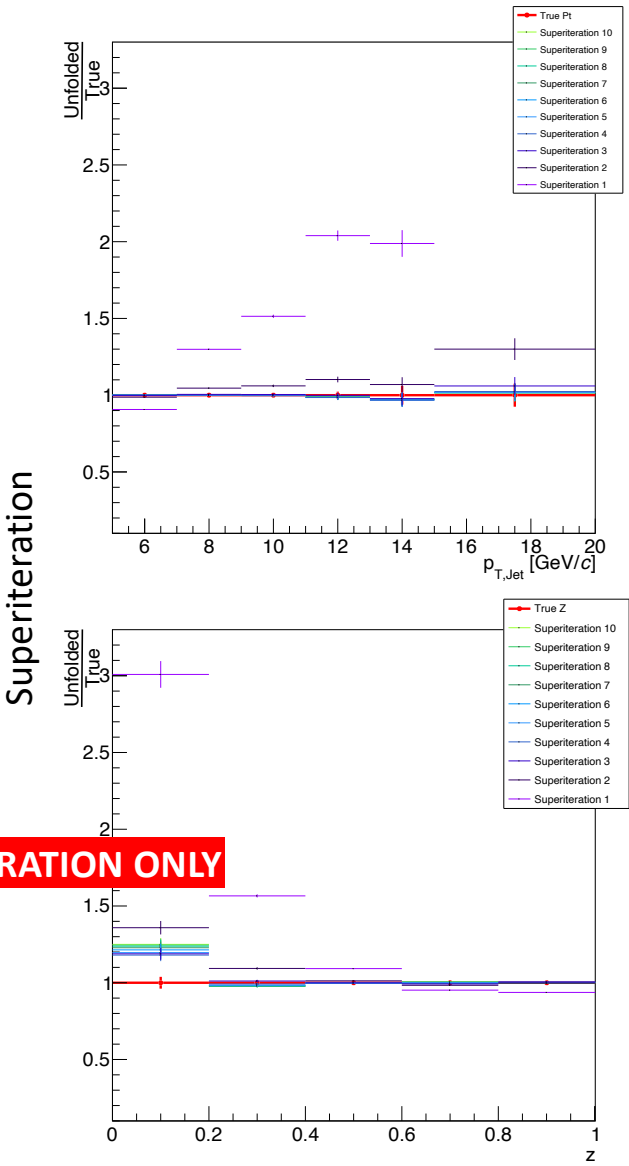 Superiteration
Unfolded
True
3
2.5
2
1.5
1
0.5
6 8 10 12 14 16 18 20
p_T,Jet [GeV/c]
True Pt
Superiteration 10
Superiteration 9
Superiteration 8
Superiteration 7
Superiteration 6
Superiteration 5
Superiteration 4
Superiteration 3
Superiteration 2
Superiteration 1
Unfolded
True
3
2.5
2
RATION ONLY
1.5
1
0.5
0 0.2 0.4 0.6 0.8 1
z
True Z
Superiteration 10
Superiteration 9
Superiteration 8
Superiteration 7
Superiteration 6
Superiteration 5
Superiteration 4
Superiteration 3
Superiteration 2
Superiteration 1